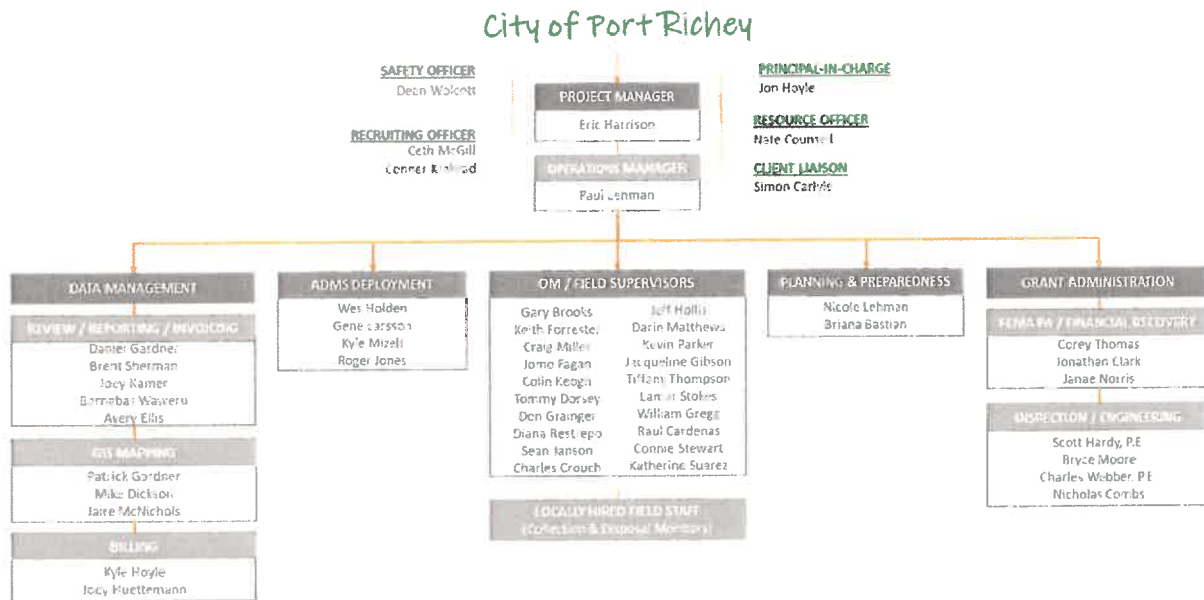 City of Port Richey
SAFETY OFFICER
Dean Wolcott
RECRUITING OFFICER
Ceth McGill
Conner
PROJECT MANAGER
Eric Harrison
OPERATIONS MANAGER
Paul Lehman
PRINCIPAL-IN-CHARGE
Jon Hoyle
RESOURCE OFFICER
Nate Counsell
CLIENT LIAISON
Simon Carlyle
DATA MANAGEMENT
REVIEW / REPORTING / INVOICING
Daniel Gardner
Brent Sherman
Joey Kamer
Barnabas Waweru
Avery Ellis
GIS MAPPING
Patrick Gardner
Mike Dickson
McNichols
BILLING
Kyle Hoyle
Jody Huettemann
ADMS DEPLOYMENT
Wes Holden
Gene Larsson
Kyle Mizell
Roger Jones
OM / FIELD SUPERVISORS
Gary Brooks
Keith Forrester
Craig Miller
Jomo Fagan
Colin Keogh
Tommy Dorsey
Don Grainger
Diana Restrepo
Sean Janson
Charles Crouch
Jeff Hollis
Darin Matthews
Kevin Parker
Jacqueline Gibson
Tiffany Thompson
Lamar Stokes
William Gregg
Raul Cardenas
Connie Stewart
Katherine Suarez
LOCALLY HIRED FIELD STAFF
(Collection & Disposal Monitors)
PLANNING & PREPAREDNESS
Nicole Lehman
Briana Bastian
GRANT ADMINISTRATION
FEMA PA / FINANCIAL RECOVERY
Corey Thomas
Jonathan Clark
Janae Norris
INSPECTION / ENGINEERING
Scott Hardy, P.E
Bryce Moore
Charles Webber, P.E
Nicholas Combs